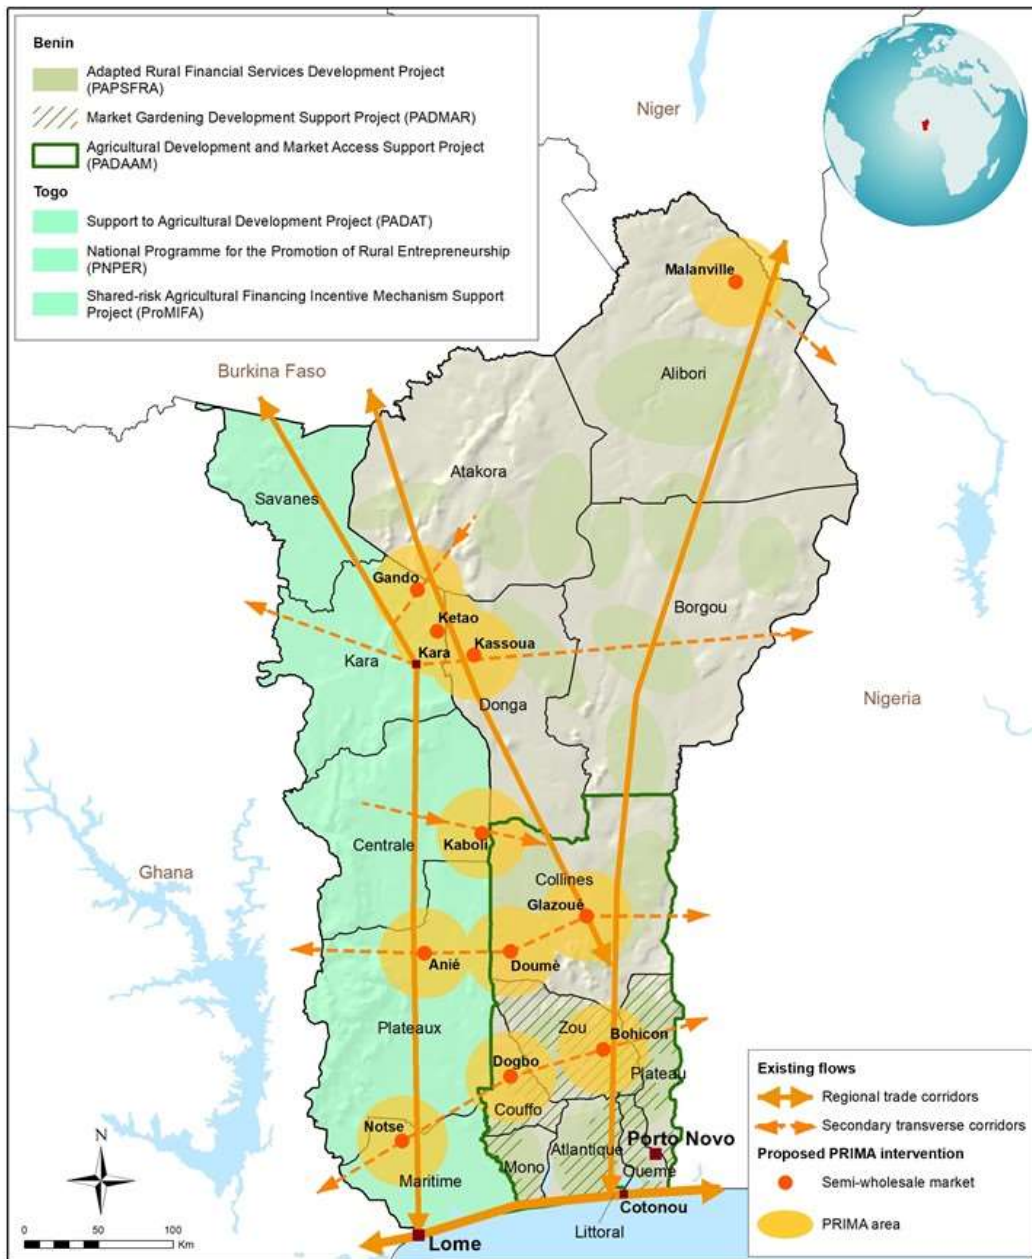 Benin
Adapted Rural Financial Services Development Project
(PAPSFRA)
Market Gardening Development Support Project (PADMAR)
Agricultural Development and Market Access Support Project
(PADAAM)
Togo
Support to Agricultural Development Project (PADAT)
National Programme for the Promotion of Rural Entrepreneurship
(PNPER)
Shared-risk Agricultural Financing Incentive Mechanism Support
Project (ProMIFA)
Niger
Malanville
Burkina Faso
Alibori
Atakora
Savanes
Gando
Ketao
Borgou
Kara
Kassoua
Kara
Donga
Nigeria
Centrale
Kaboli
Ghana
Collines
Glazouè
Anié
Doumè
Plateaux
Zou
Bohicon
Dogbo
Plateau
Couffo
Notse
Atlantique
Porto Novo
Mono
Oueme
Maritime
Cotonou
Littoral
Lome
N
0 50 100
Km
Existing flows
Regional trade corridors
Secondary transverse corridors
Proposed PRIMA intervention
Semi-wholesale market
PRIMA area